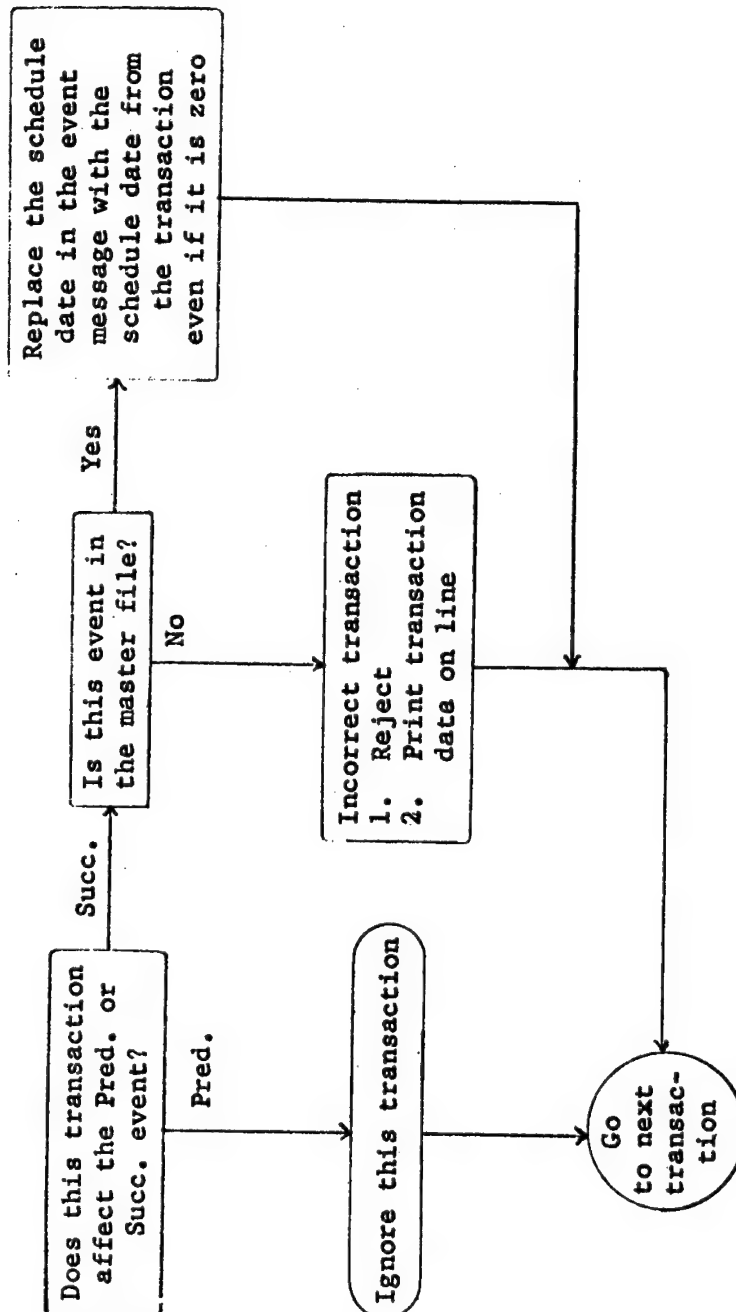 Does this transaction
affect the Pred. or
Succ. event?
Succ.
Is this event in
the master file?
Yes
Replace the schedule
date in the event
message with the
schedule date from
the transaction
even if it is zero
Pred.
No
Ignore this transaction
Incorrect transaction
1. Reject
2. Print transaction
data on line
Go
to next
transac-
tion